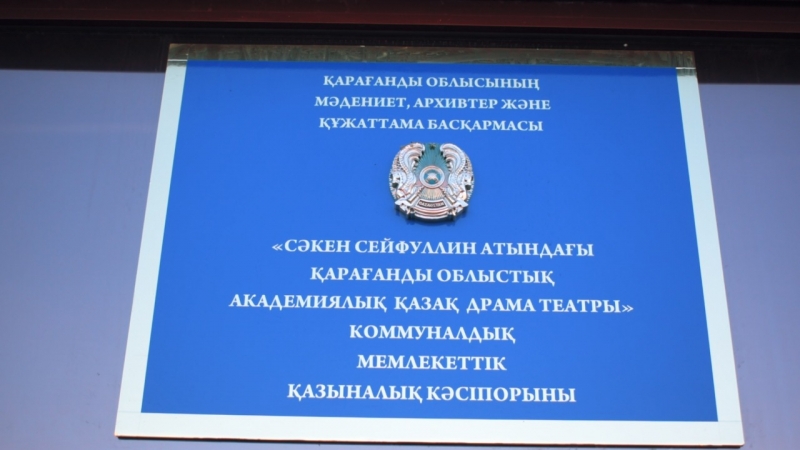 ҚАРАҒАНДЫ ОБЛЫСЫНЫҢ
МӘДЕНИЕТ, АРХИВТЕР ЖӘНЕ
ҚҰЖАТТАМА БАСҚАРМАСЫ
«СӘКЕН СЕЙФУЛЛИН АТЫНДАҒЫ
ҚАРАҒАНДЫ ОБЛЫСТЫҚ
АКАДЕМИЯЛЫҚ ҚАЗАҚ ДРАМА ТЕАТРЫ»
КОММУНАЛДЫҚ
МЕМЛЕКЕТТІК
ҚАЗЫНАЛЫҚ КӘСІПОРЫНЫ